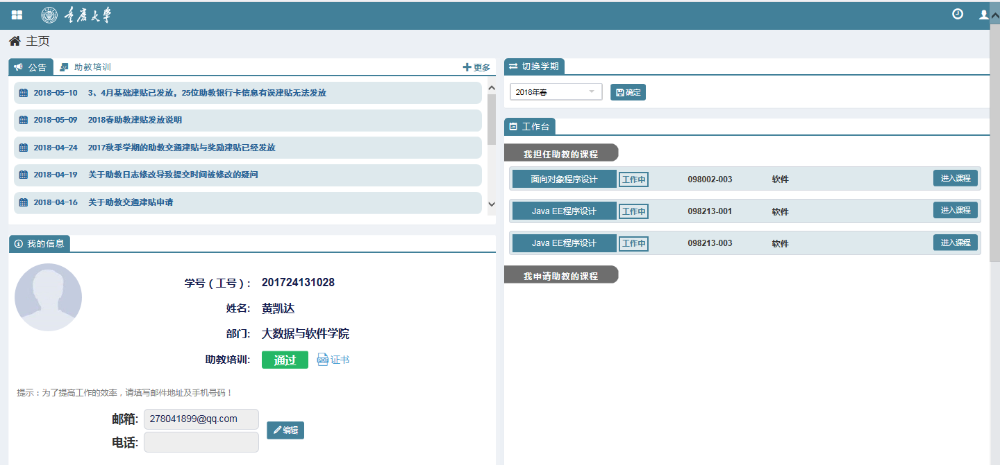 重庆大学
主页
公告 助教培训 更多
2018-05-10 3、4月基础津贴已发放，25位助教银行卡信息有误津贴无法发放
2018-05-09 2018春助教津贴发放说明
2018-04-24 2017秋季学期的助教交通津贴与奖励津贴已经发放
2018-04-19 关于助教日志修改导致提交时间被修改的疑问
2018-04-16 关于助教交通津贴申请
我的信息
学号（工号）: 201724131028
姓名: 黄凯达
部门: 大数据与软件学院
助教培训: 通过 PDF 证书
提示：为了提高工作的效率，请填写邮件地址及手机号码！
邮箱: 278041899@qq.com
编辑
电话:
切换学期
2018年春 确定
工作台
我担任助教的课程
面向对象程序设计 工作中 098002-003 软件 进入课程
Java EE程序设计 工作中 098213-001 软件 进入课程
Java EE程序设计 工作中 098213-003 软件 进入课程
我申请助教的课程